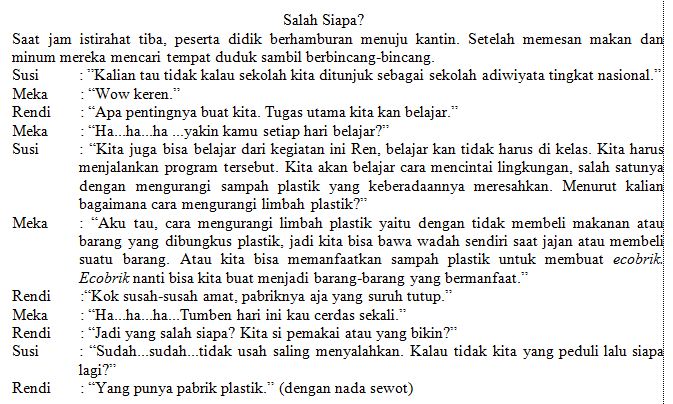 Salah Siapa?
Saat jam istirahat tiba, peserta didik berhamburan menuju kantin. Setelah memesan makan dan
minum mereka mencari tempat duduk sambil berbincang-bincang.
Susi : ”Kalian tau tidak kalau sekolah kita ditunjuk sebagai sekolah adiwiyata tingkat nasional.”
Meka : “Wow keren.”
Rendi : “Apa pentingnya buat kita. Tugas utama kita kan belajar.”
Meka : “Ha...ha...ha ...yakin kamu setiap hari belajar?”
Susi : “Kita juga bisa belajar dari kegiatan ini Ren, belajar kan tidak harus di kelas. Kita harus
menjalankan program tersebut. Kita akan belajar cara mencintai lingkungan, salah satunya
dengan mengurangi sampah plastik yang keberadaannya meresahkan. Menurut kalian
bagaimana cara mengurangi limbah plastik?”
Meka : “Aku tau, cara mengurangi limbah plastik yaitu dengan tidak membeli makanan atau
barang yang dibungkus plastik, jadi kita bisa bawa wadah sendiri saat jajan atau membeli
suatu barang. Atau kita bisa memanfaatkan sampah plastik untuk membuat ecobrik.
Ecobrik nanti bisa kita buat menjadi barang-barang yang bermanfaat.”
Rendi :“Kok susah-susah amat, pabriknya aja yang suruh tutup.”
Meka : “Ha...ha...ha...Tumben hari ini kau cerdas sekali.”
Rendi : “Jadi yang salah siapa? Kita si pemakai atau yang bikin?”
Susi : “Sudah...sudah...tidak usah saling menyalahkan. Kalau tidak kita yang peduli lalu siapa
lagi?”
Rendi : “Yang punya pabrik plastik.” (dengan nada sewot)